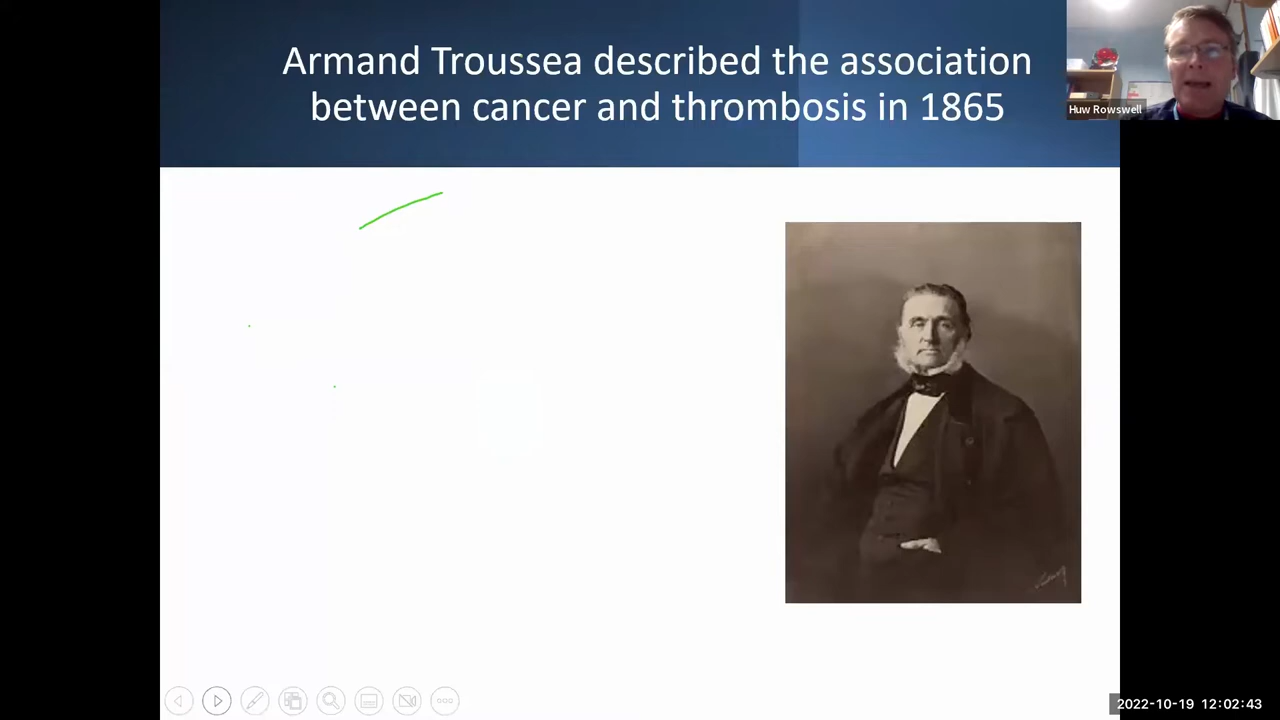 Armand Troussea described the association
between cancer and thrombosis in 1865
Huw Rowswell
2022-10-19 12:02:43